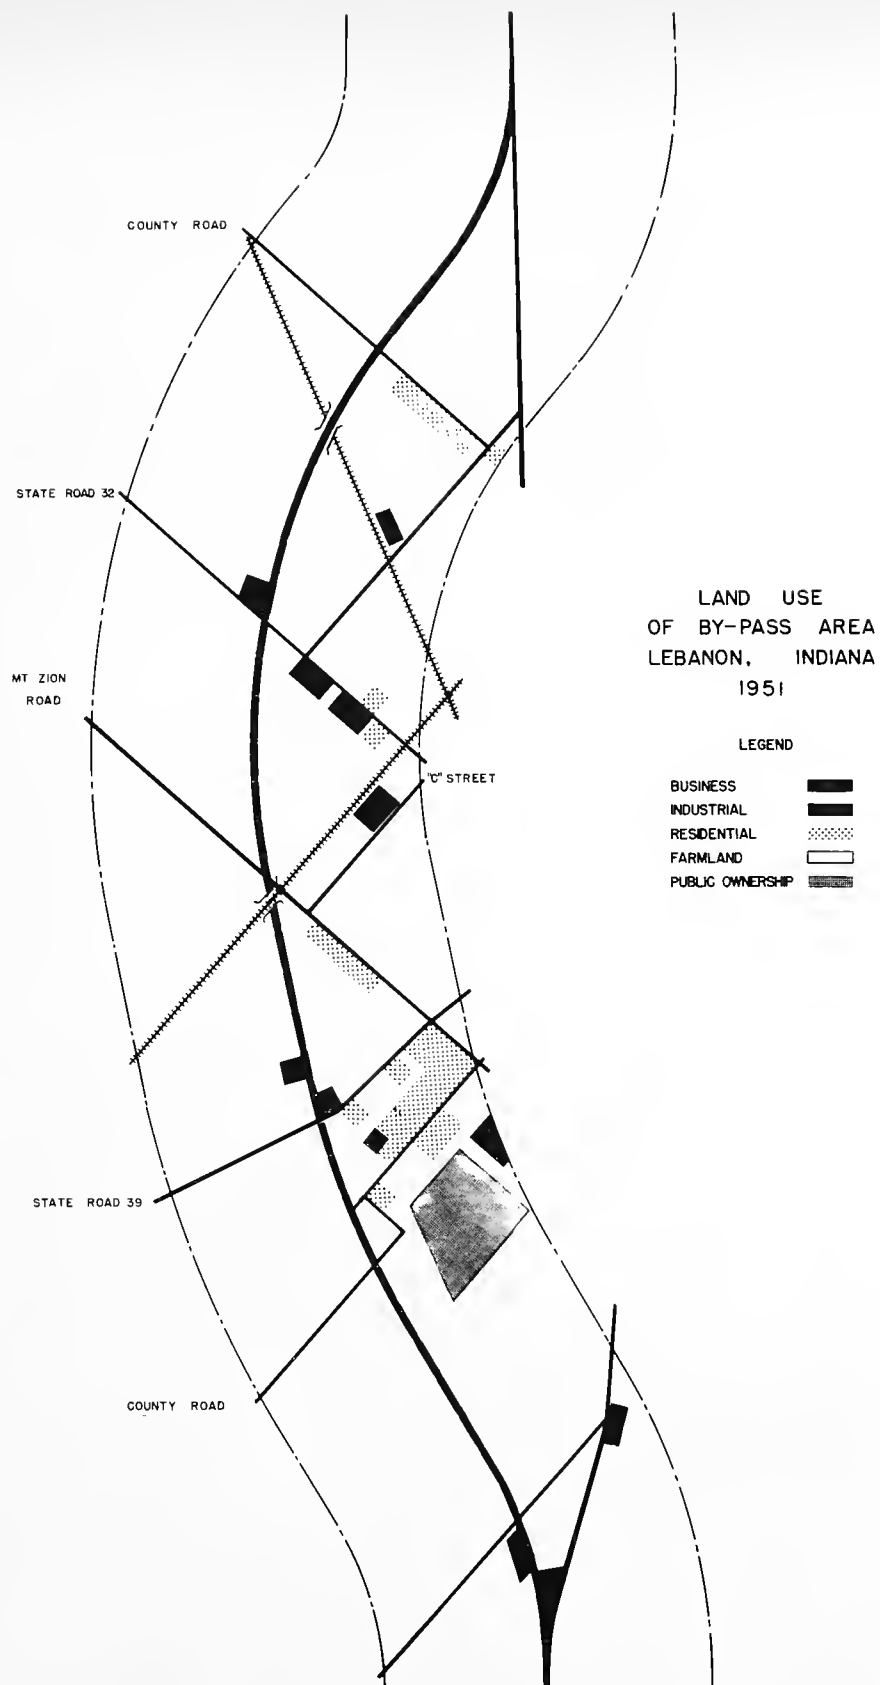 COUNTY ROAD
STATE ROAD 32
MT ZION
ROAD
"C" STREET
STATE ROAD 39
COUNTY ROAD
LAND USE
OF BY-PASS AREA
LEBANON, INDIANA
1951
LEGEND
BUSINESS
INDUSTRIAL
RESIDENTIAL
FARMLAND
PUBLIC OWNERSHIP